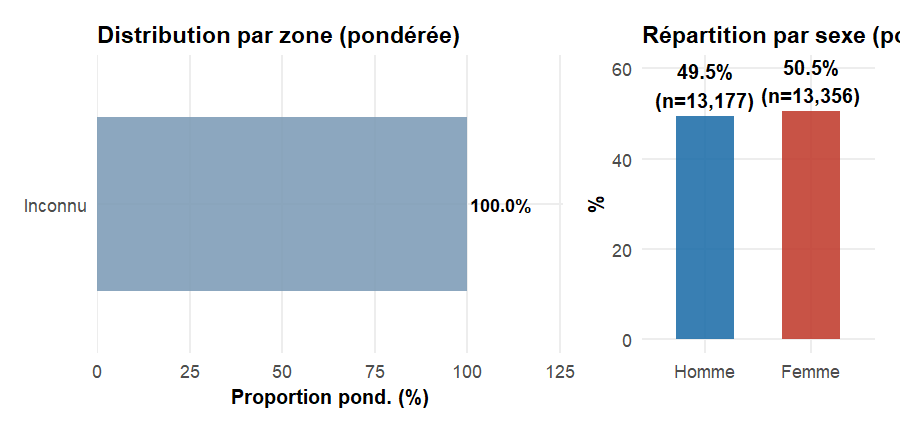 Distribution par zone (pondérée)
Inconnu
100.0%
0 25 50 75 100 125
Proportion pond. (%)
Répartition par sexe (po
60
40
20
0
%
49.5%
(n=13,177)
50.5%
(n=13,356)
Homme Femme